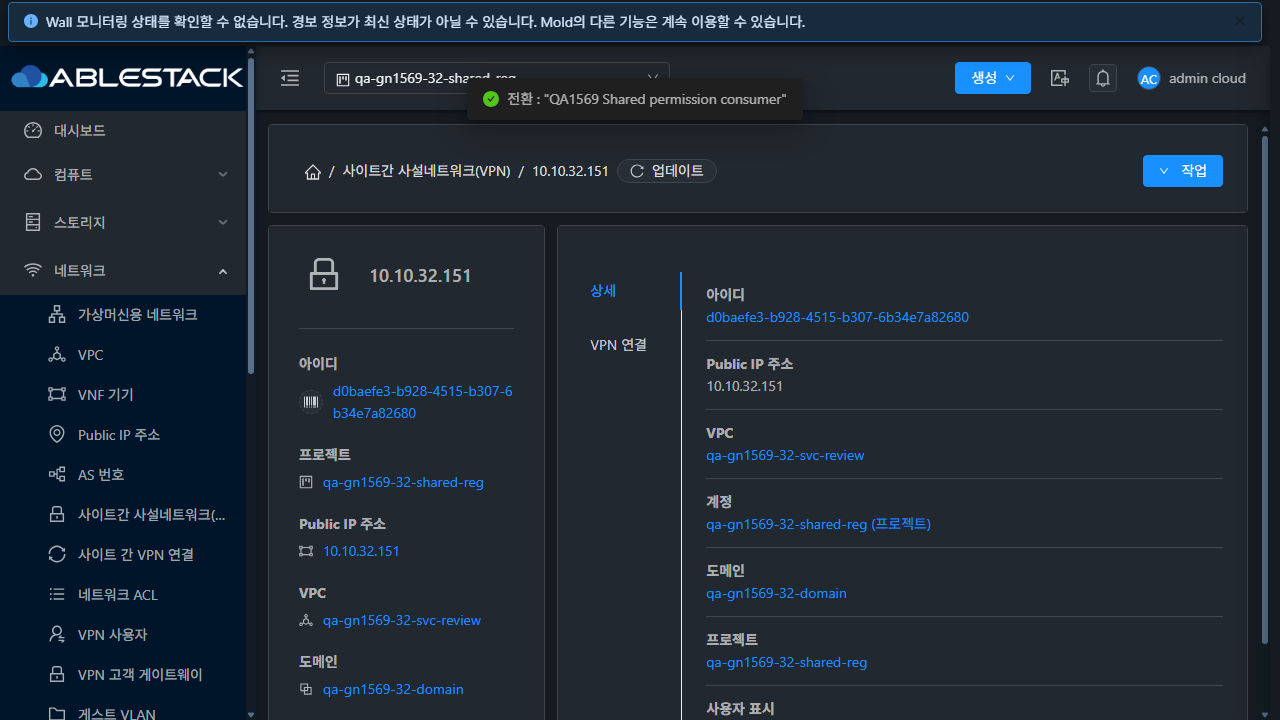 Wall 모니터링 상태를 확인할 수 없습니다. 경보 정보가 최신 상태가 아닐 수 있습니다. Mold의 다른 기능은 계속 이용할 수 있습니다.
ABLESTACK
qa-gn1569-32-shared-reg
생성
AC admin cloud
전환 : "QA1569 Shared permission consumer"
대시보드
컴퓨트
스토리지
네트워크
가상머신용 네트워크
VPC
VNF 기기
Public IP 주소
AS 번호
사이트간 사설네트워크(...
사이트 간 VPN 연결
네트워크 ACL
VPN 사용자
VPN 고객 게이트웨이
게스트 VLAN
/ 사이트간 사설네트워크(VPN) / 10.10.32.151 업데이트
작업
10.10.32.151
아이디
d0baefe3-b928-4515-b307-6
b34e7a82680
프로젝트
qa-gn1569-32-shared-reg
Public IP 주소
10.10.32.151
VPC
qa-gn1569-32-svc-review
도메인
qa-gn1569-32-domain
상세
VPN 연결
아이디
d0baefe3-b928-4515-b307-6b34e7a82680
Public IP 주소
10.10.32.151
VPC
qa-gn1569-32-svc-review
계정
qa-gn1569-32-shared-reg (프로젝트)
도메인
qa-gn1569-32-domain
프로젝트
qa-gn1569-32-shared-reg
사용자 표시